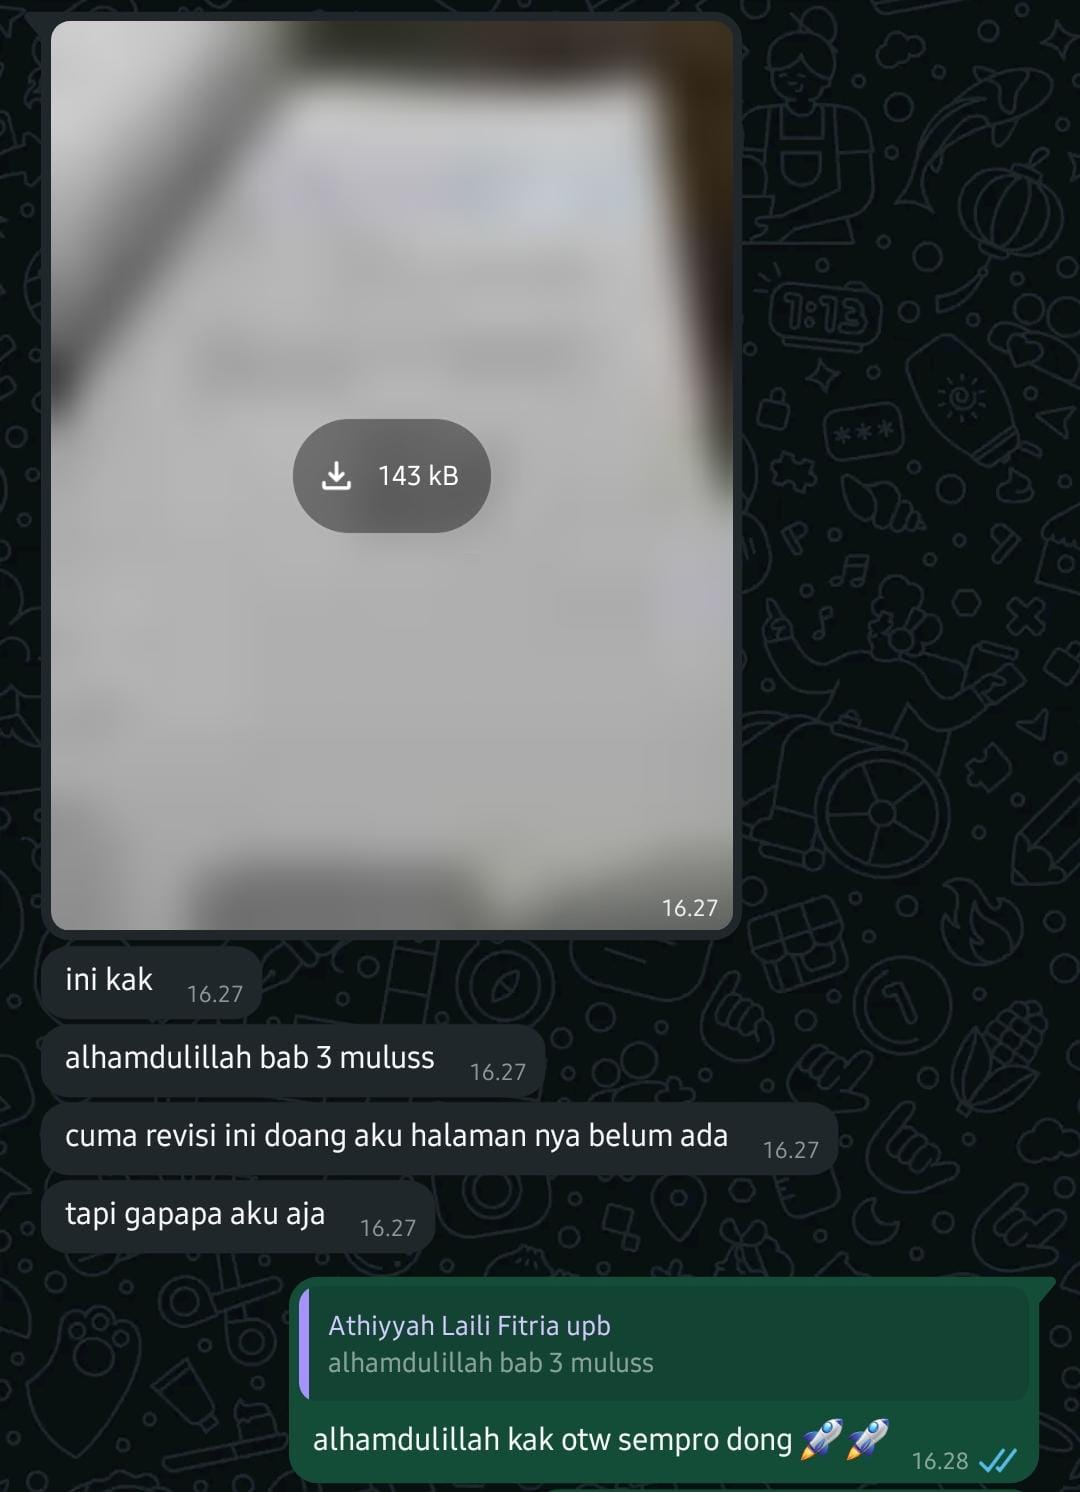 1:13
***
143 kB
16.27
ini kak 16.27
alhamdulillah bab 3 muluss 16.27
cuma revisi ini doang aku halaman nya belum ada 16.27
tapi gapapa aku aja 16.27
Athiyyah Laili Fitria upb
alhamdulillah bab 3 muluss
alhamdulillah kak otw sempro dong 🚀🚀 16.28